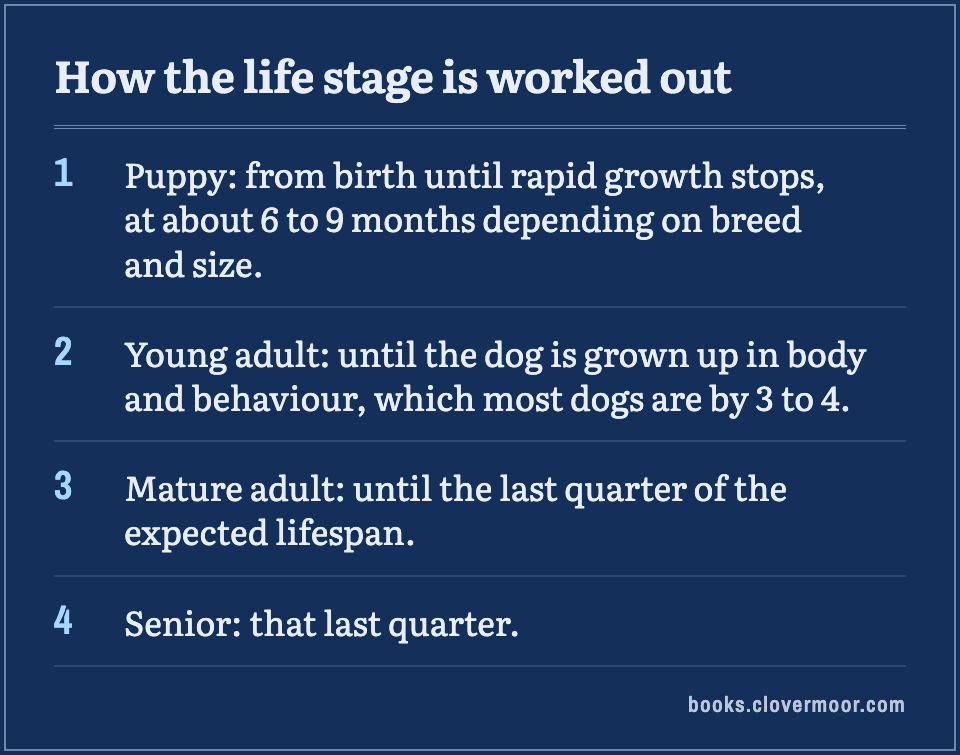 How the life stage is worked out
1 Puppy: from birth until rapid growth stops,
at about 6 to 9 months depending on breed
and size.
2 Young adult: until the dog is grown up in body
and behaviour, which most dogs are by 3 to 4.
3 Mature adult: until the last quarter of the
expected lifespan.
4 Senior: that last quarter.
books.clovermoor.com